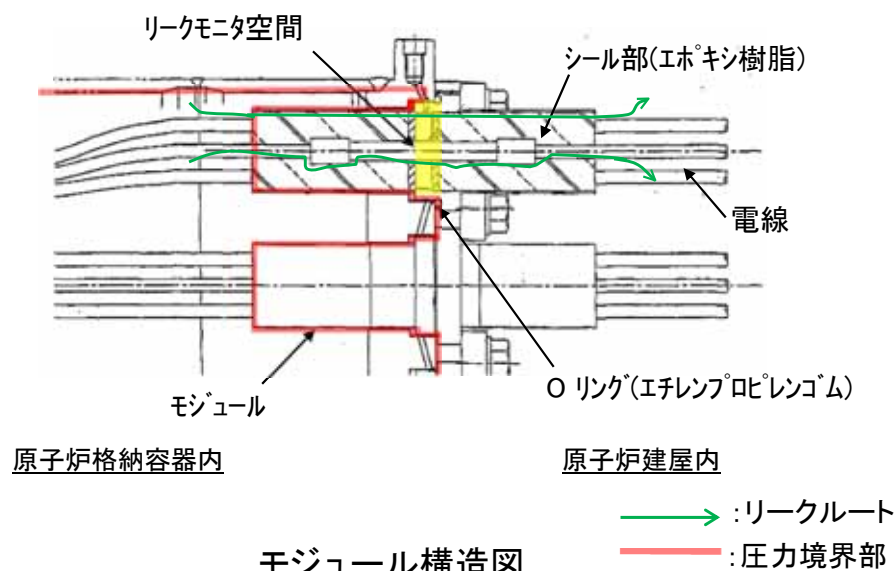 リークモニタ空間
シール部(エポキシ樹脂)
電線
Oリング(エチレンプロピレンゴム)
モジュール
原子炉格納容器内
原子炉建屋内
:リークルート
:圧力境界部
モジュール構造図